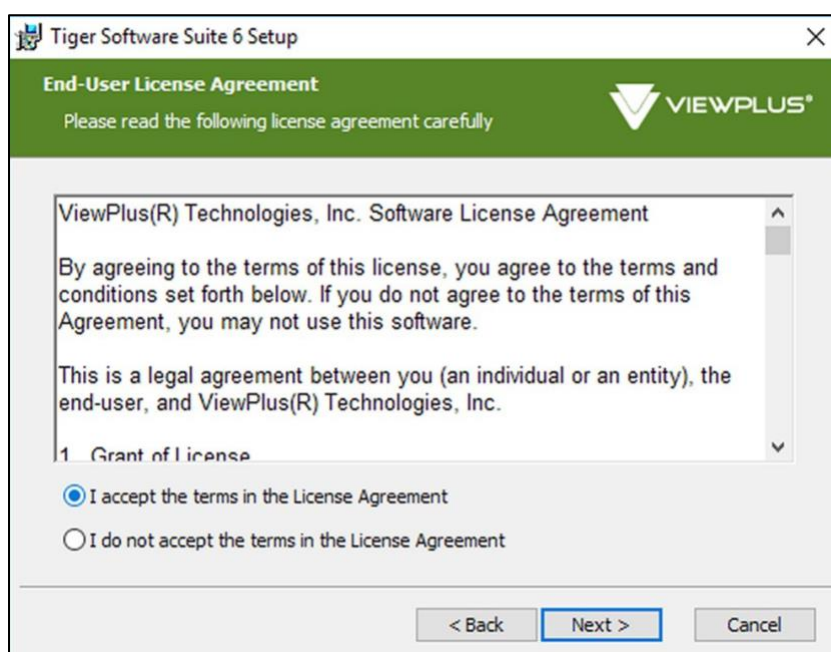 Tiger Software Suite 6 Setup
End-User License Agreement
Please read the following license agreement carefully
VIEWPLUS®
ViewPlus(R) Technologies, Inc. Software License Agreement
By agreeing to the terms of this license, you agree to the terms and
conditions set forth below. If you do not agree to the terms of this
Agreement, you may not use this software.
This is a legal agreement between you (an individual or an entity), the
end-user, and ViewPlus(R) Technologies, Inc.
1. Grant of License
I accept the terms in the License Agreement
I do not accept the terms in the License Agreement
< Back Next > Cancel